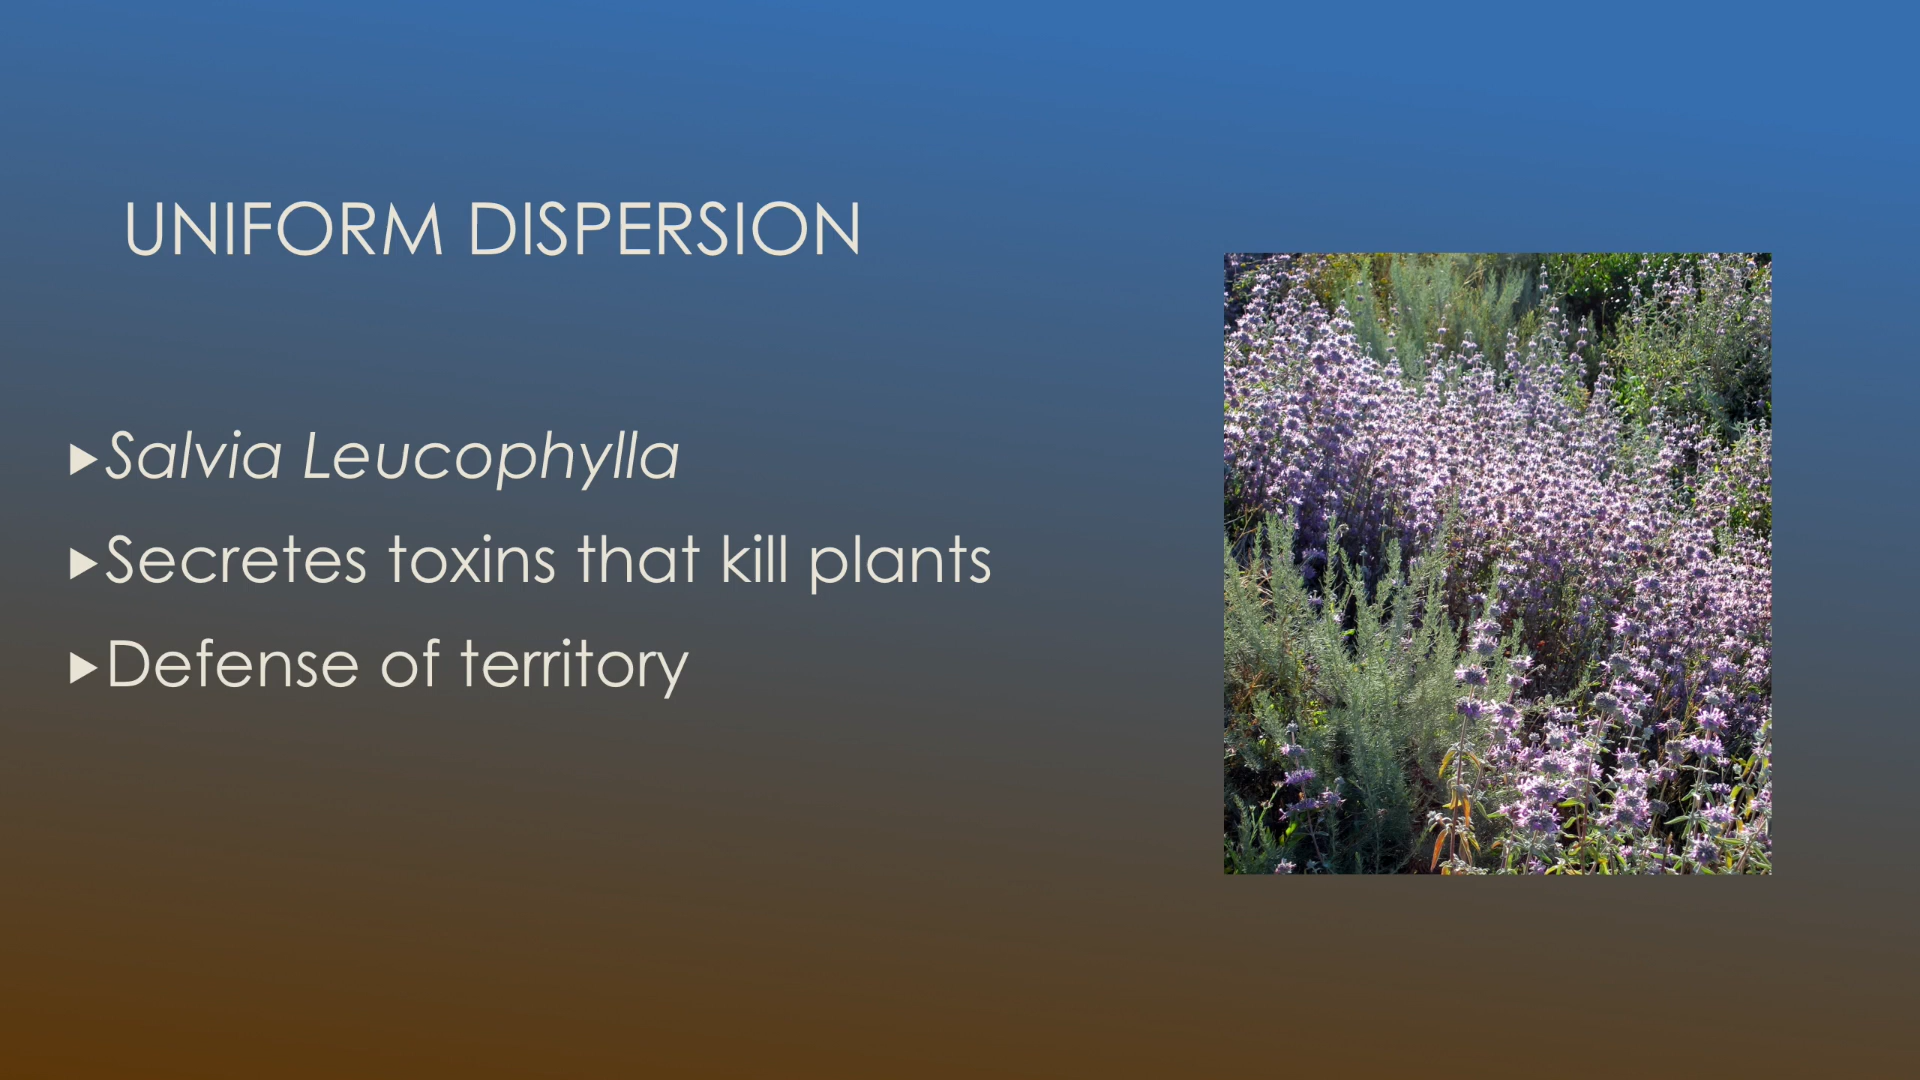 UNIFORM DISPERSION
▶Salvia Leucophylla
▶Secretes toxins that kill plants
▶Defense of territory